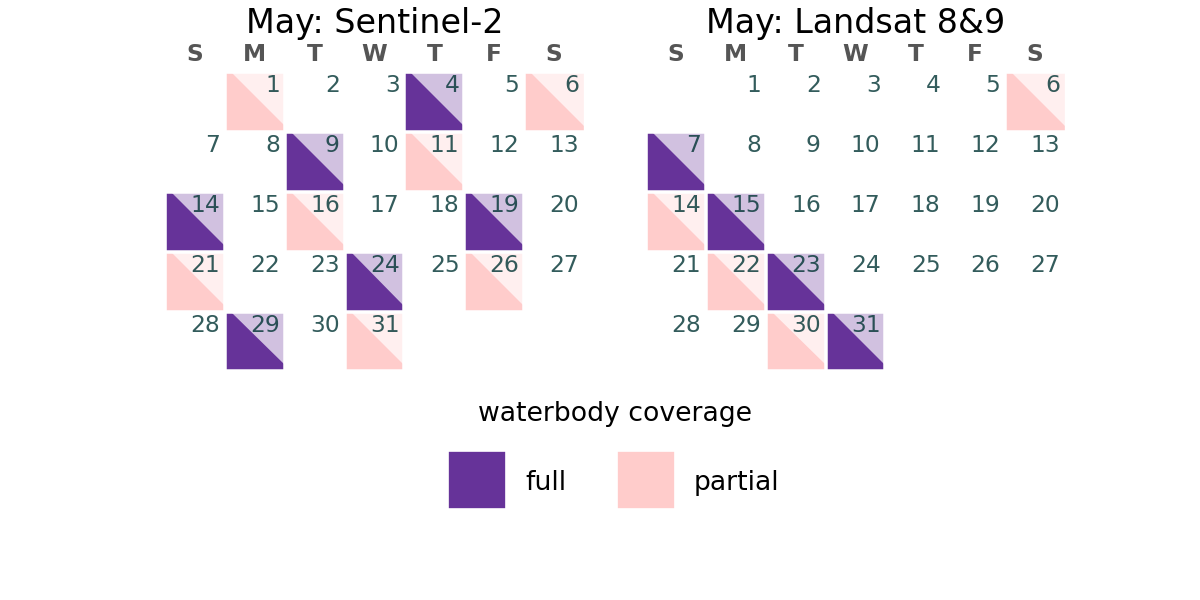 May: Sentinel-2
S M T W T F S
1 2 3 4 5 6
7 8 9 10 11 12 13
14 15 16 17 18 19 20
21 22 23 24 25 26 27
28 29 30 31
May: Landsat 8&9
S M T W T F S
1 2 3 4 5 6
7 8 9 10 11 12 13
14 15 16 17 18 19 20
21 22 23 24 25 26 27
28 29 30 31
waterbody coverage
full
partial